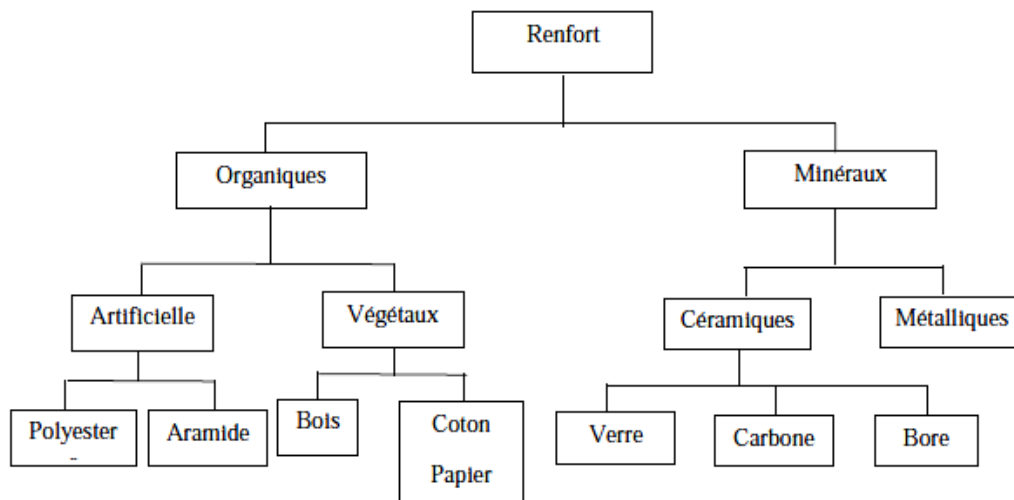 Renfort
Organiques
Minéraux
Artificielle
Végétaux
Céramiques
Métalliques
Polyester
Aramide
Bois
Coton
Papier
Verre
Carbone
Bore